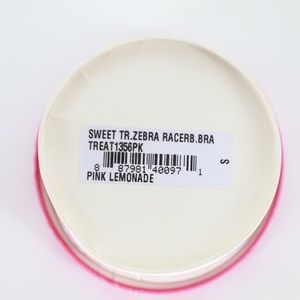 SWEET TR.ZEBRA RACERB.BRA
TREAT1356PK
8 87981 40097 1
PINK LEMONADE
S